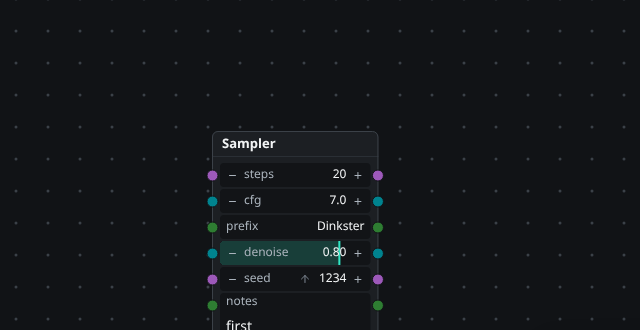 Sampler
− steps 20 +
− cfg 7.0 +
prefix Dinkster
− denoise 0.80 +
− seed ↑ 1234 +
notes
first